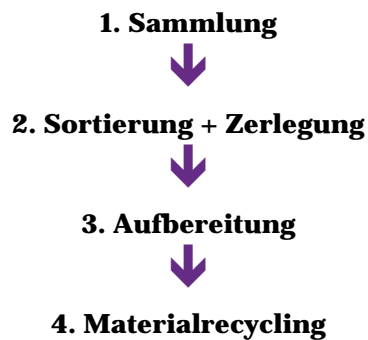 1. Sammlung
2. Sortierung + Zerlegung
3. Aufbereitung
4. Materialrecycling